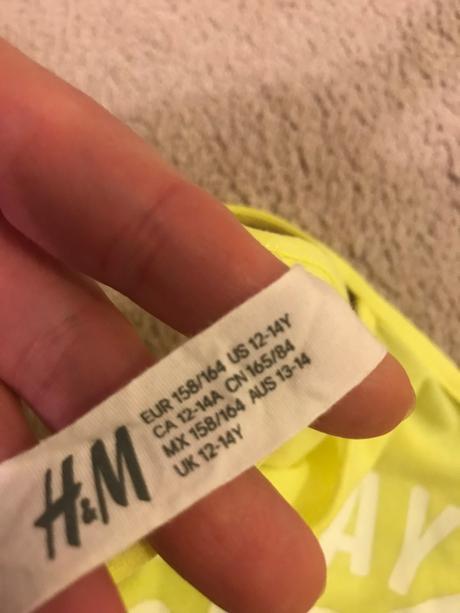 H&M
EUR 158/164 US 12-14Y
CA 12-14A CN 165/84
MX 158/164 AUS 13-14
UK 12-14Y
AY